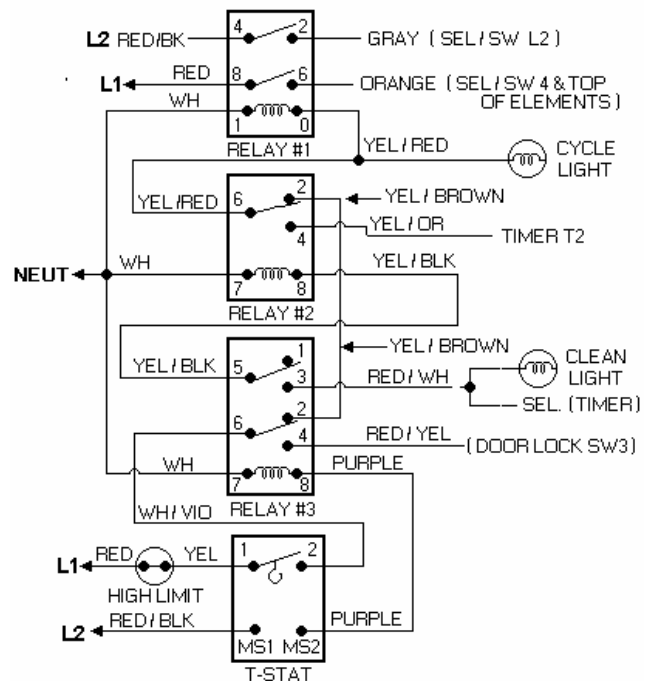 4 2
L2 RED/BK GRAY ( SEL/SW L2 )
RED 8 6
L1 ORANGE ( SEL/SW 4 & TOP
OF ELEMENTS )
WH
1 0
RELAY #1
YEL/RED
CYCLE
LIGHT
2
YEL/RED 6 YEL/BROWN
4 YEL/OR
TIMER T2
NEUT WH YEL/BLK
7 8
RELAY #2
YEL/BROWN
1
YEL/BLK 5
3 RED/WH CLEAN
LIGHT
2 SEL. (TIMER)
6
4 RED/YEL (DOOR LOCK SW3)
WH PURPLE
7 8
WH/VIO RELAY #3
L1 RED YEL 1 2
HIGH LIMIT
L2 RED/BLK PURPLE
MS1 MS2
T-STAT